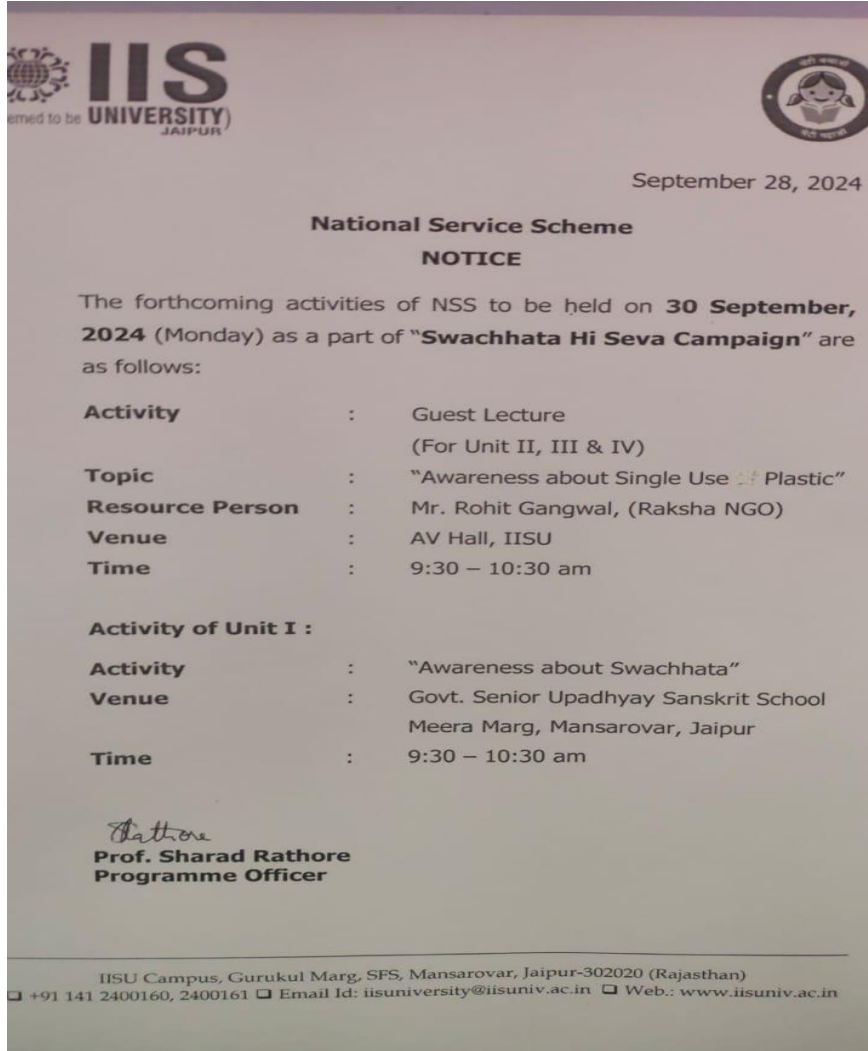 IIS
emed to be UNIVERSITY)
JAIPUR
September 28, 2024
National Service Scheme
NOTICE
The forthcoming activities of NSS to be held on 30 September,
2024 (Monday) as a part of "Swachhata Hi Seva Campaign" are
as follows:
Activity : Guest Lecture
(For Unit II, III & IV)
Topic : "Awareness about Single Use Plastic"
Resource Person : Mr. Rohit Gangwal, (Raksha NGO)
Venue : AV Hall, IISU
Time : 9:30 – 10:30 am
Activity of Unit I :
Activity : "Awareness about Swachhata"
Venue : Govt. Senior Upadhyay Sanskrit School
Meera Marg, Mansarovar, Jaipur
Time : 9:30 – 10:30 am
Rathore
Prof. Sharad Rathore
Programme Officer
IISU Campus, Gurukul Marg, SFS, Mansarovar, Jaipur-302020 (Rajasthan)
+91 141 2400160, 2400161 ❑ Email Id: iisuniversity@iisuniv.ac.in ❑ Web.: www.iisuniv.ac.in